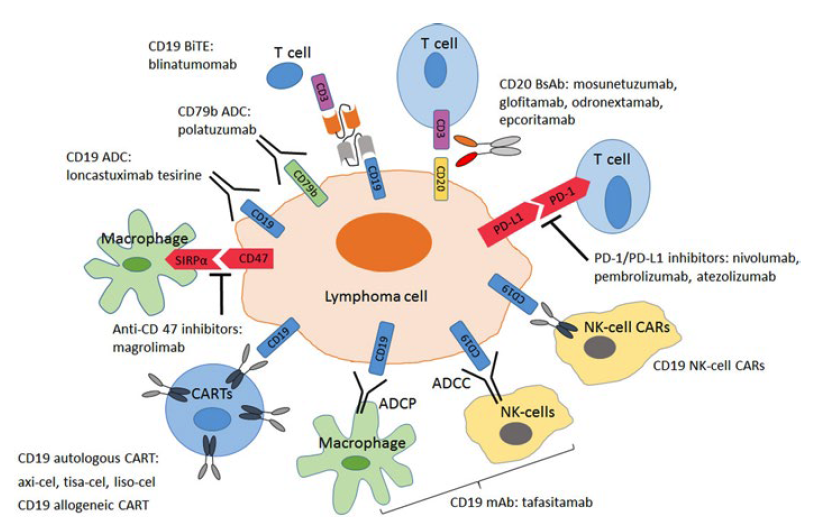 CD19 BiTE:
blinatumomab
T cell
CD3
CD19
T cell
CD3
CD20
CD20 BsAb: mosunetuzumab,
glofitamab, odronextamab,
epcoritamab
CD79b ADC:
polatuzumab
CD79b
CD19 ADC:
loncastuximab tesirine
CD19
T cell
PD-L1
PD-1
PD-1/PD-L1 inhibitors: nivolumab,
pembrolizumab, atezolizumab
Macrophage
SIRPα
CD47
Anti-CD 47 inhibitors:
magrolimab
Lymphoma cell
CD19
NK-cell CARs
CD19 NK-cell CARs
CD19
CARTs
CD19 autologous CART:
axi-cel, tisa-cel, liso-cel
CD19 allogeneic CART
CD19
ADCP
Macrophage
CD19
ADCC
NK-cells
CD19 mAb: tafasitamab